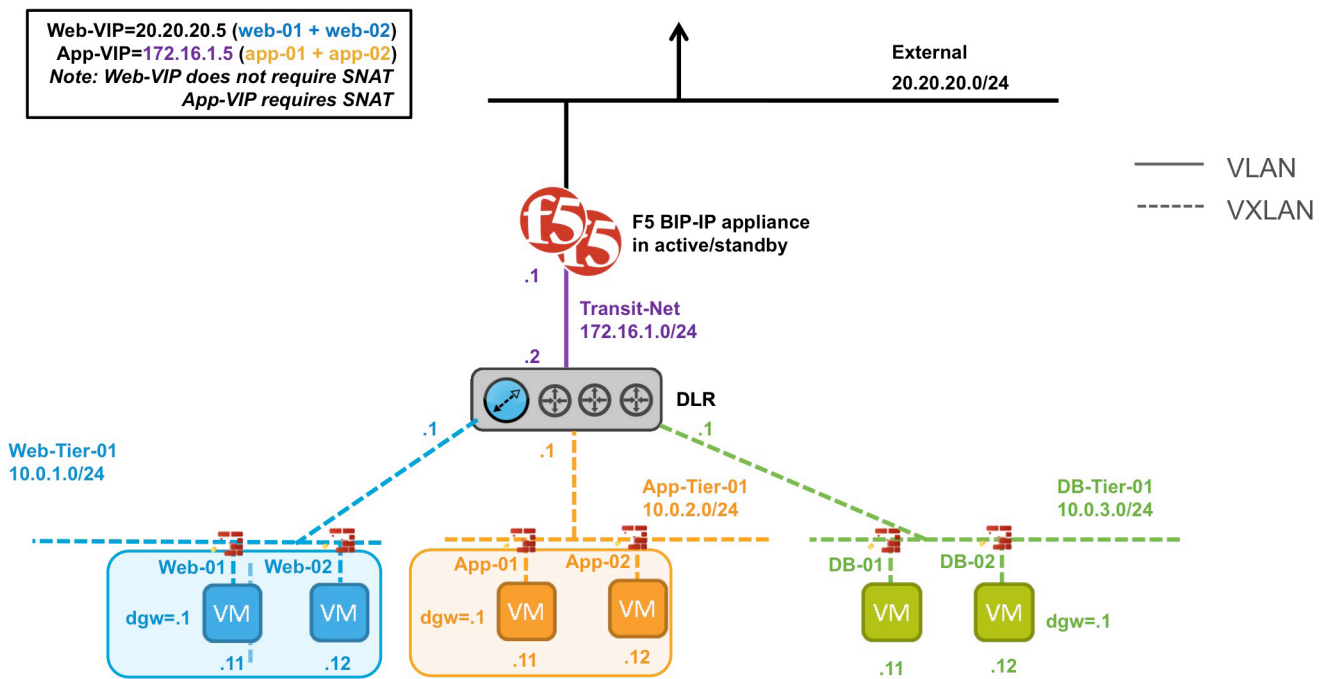 Web-VIP=20.20.20.5 (web-01 + web-02)
App-VIP=172.16.1.5 (app-01 + app-02)
Note: Web-VIP does not require SNAT
App-VIP requires SNAT
External
20.20.20.0/24
VLAN
VXLAN
f5
f5
F5 BIP-IP appliance
in active/standby
.1
Transit-Net
172.16.1.0/24
.2
DLR
.1
.1
.1
Web-Tier-01
10.0.1.0/24
App-Tier-01
10.0.2.0/24
DB-Tier-01
10.0.3.0/24
Web-01
Web-02
App-01
App-02
DB-01
DB-02
dgw=.1
VM
VM
dgw=.1
VM
VM
VM
VM
dgw=.1
.11
.12
.11
.12
.11
.12